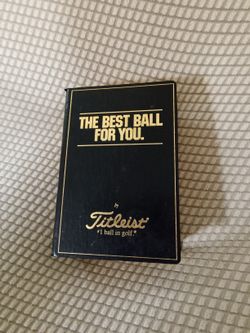 THE BEST BALL
FOR YOU.
by
Titleist®
#1 ball in golf.®